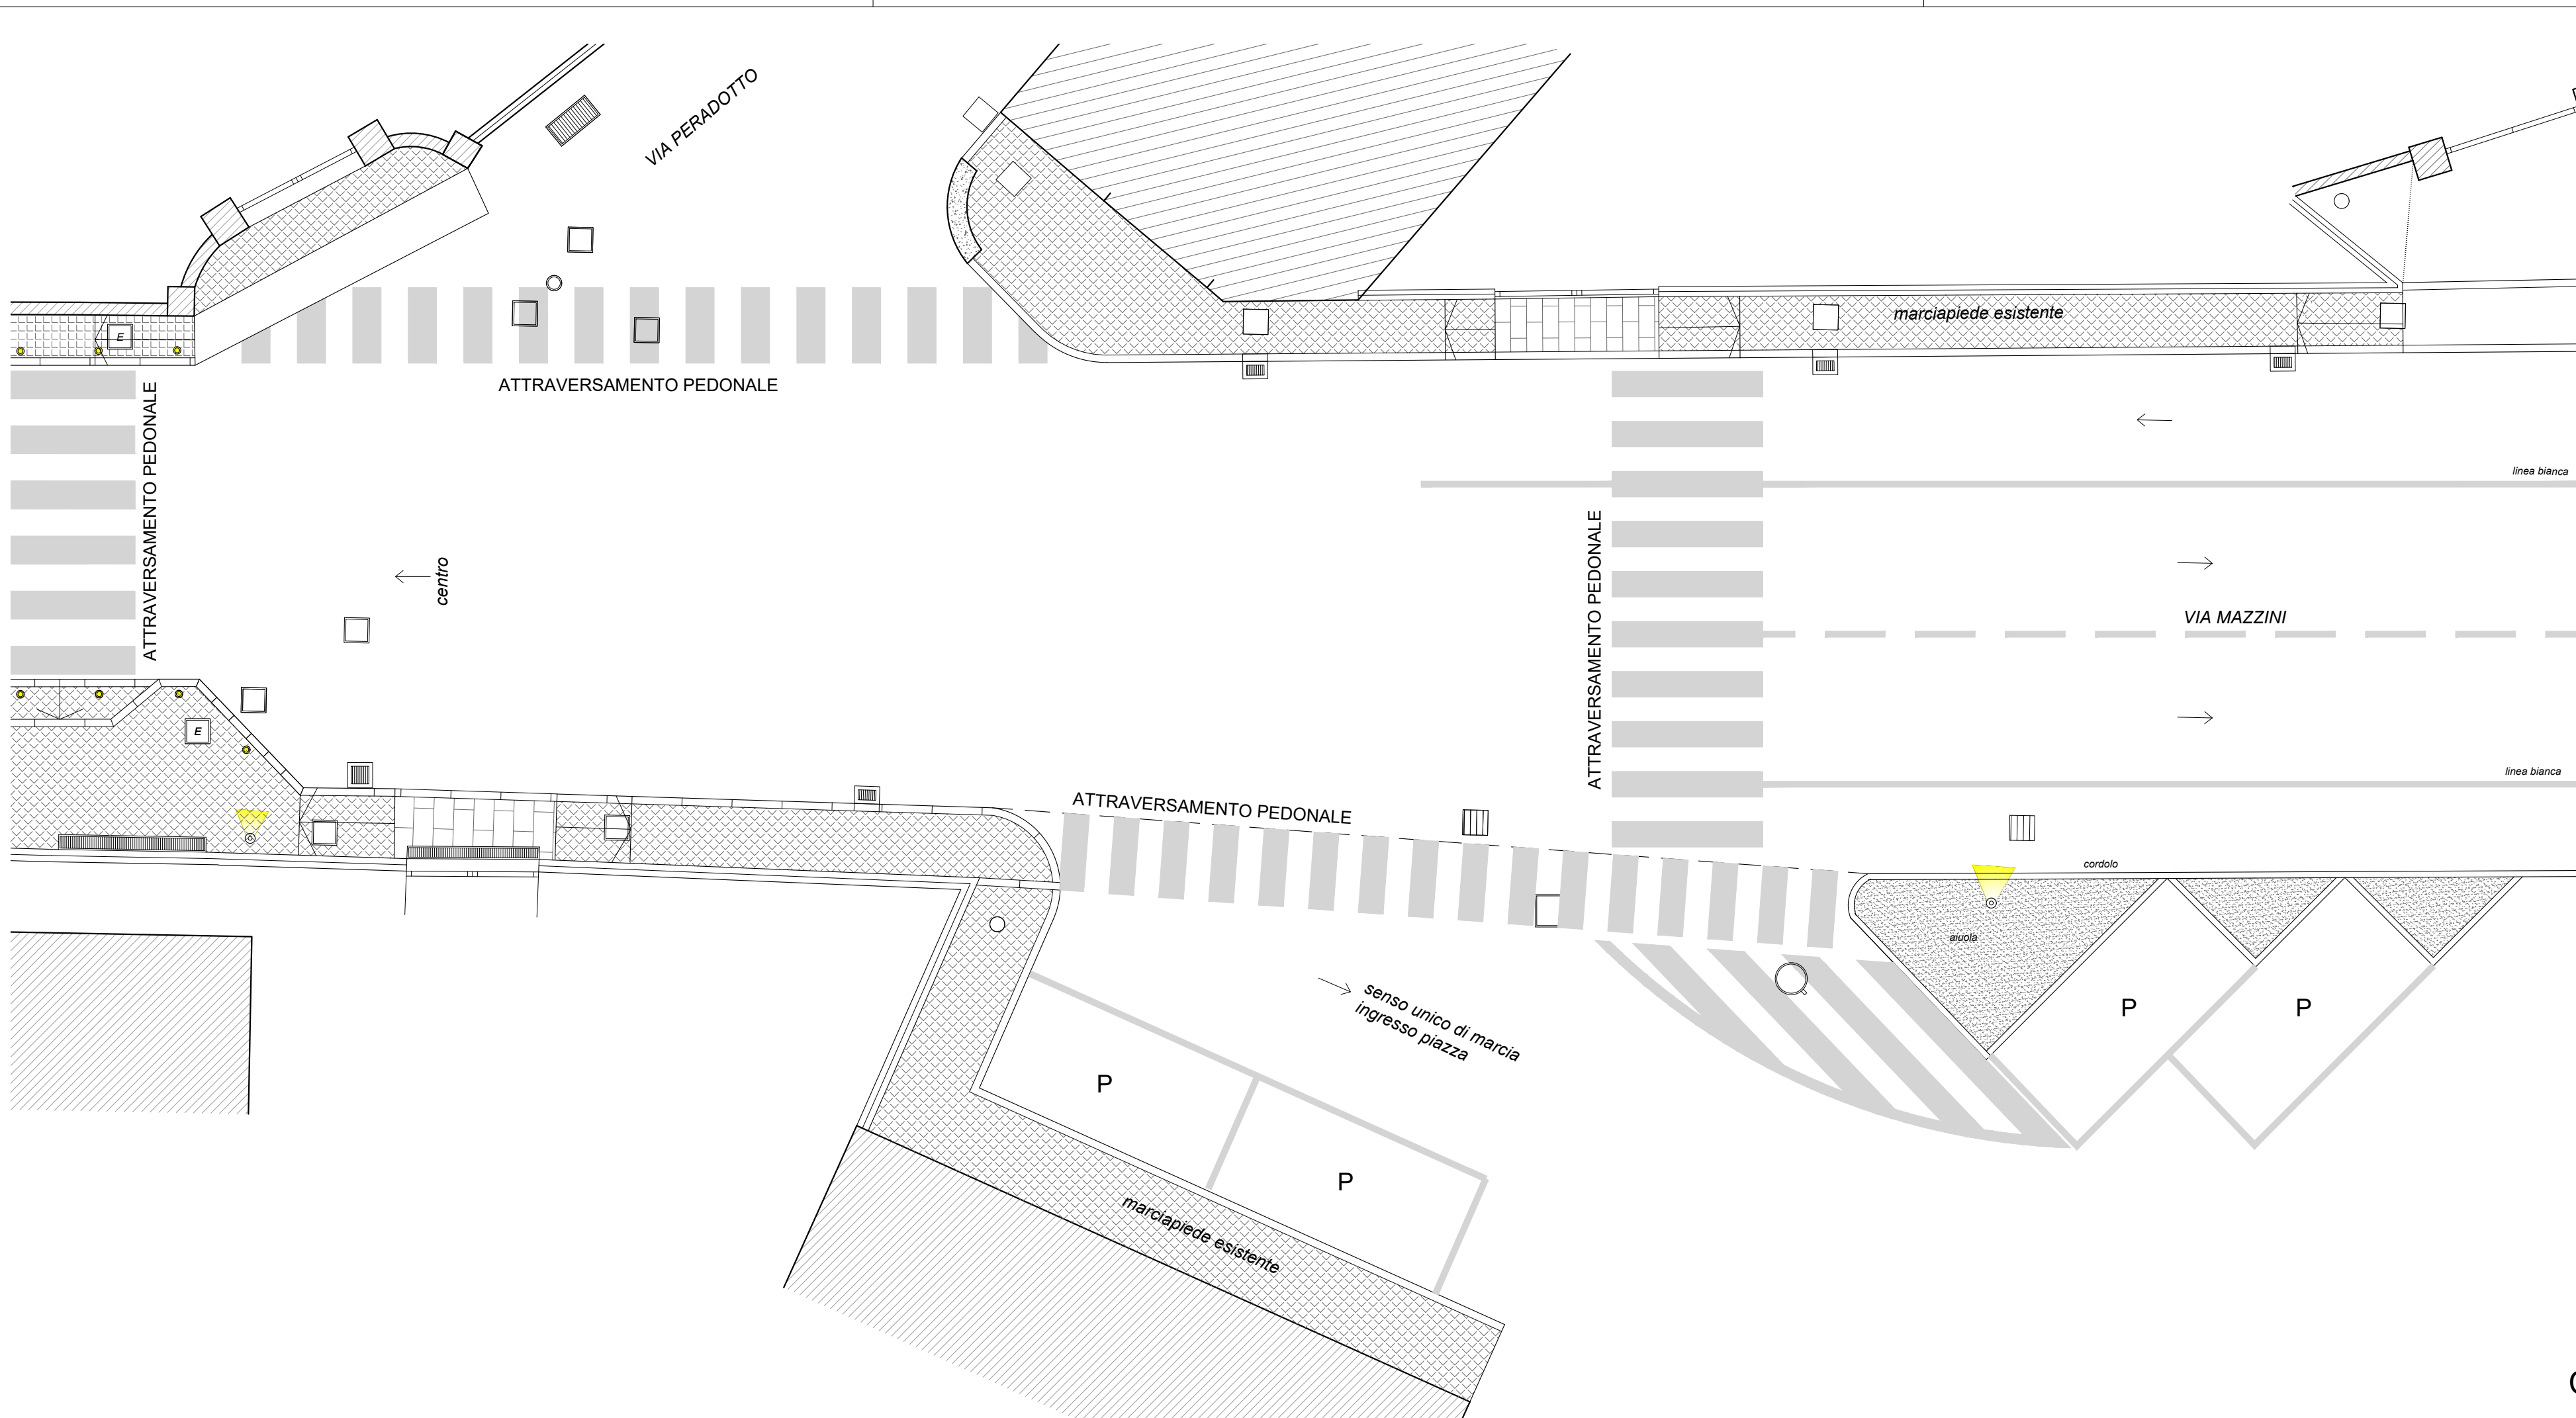 VIA PERADOTTO
marciapiede esistente
E
ATTRAVERSAMENTO PEDONALE
ATTRAVERSAMENTO PEDONALE
linea bianca
centro
ATTRAVERSAMENTO PEDONALE
VIA MAZZINI
E
linea bianca
ATTRAVERSAMENTO PEDONALE
cordolo
aiuola
senso unico di marcia
ingresso piazza
P
P
P
P
marciapiede esistente